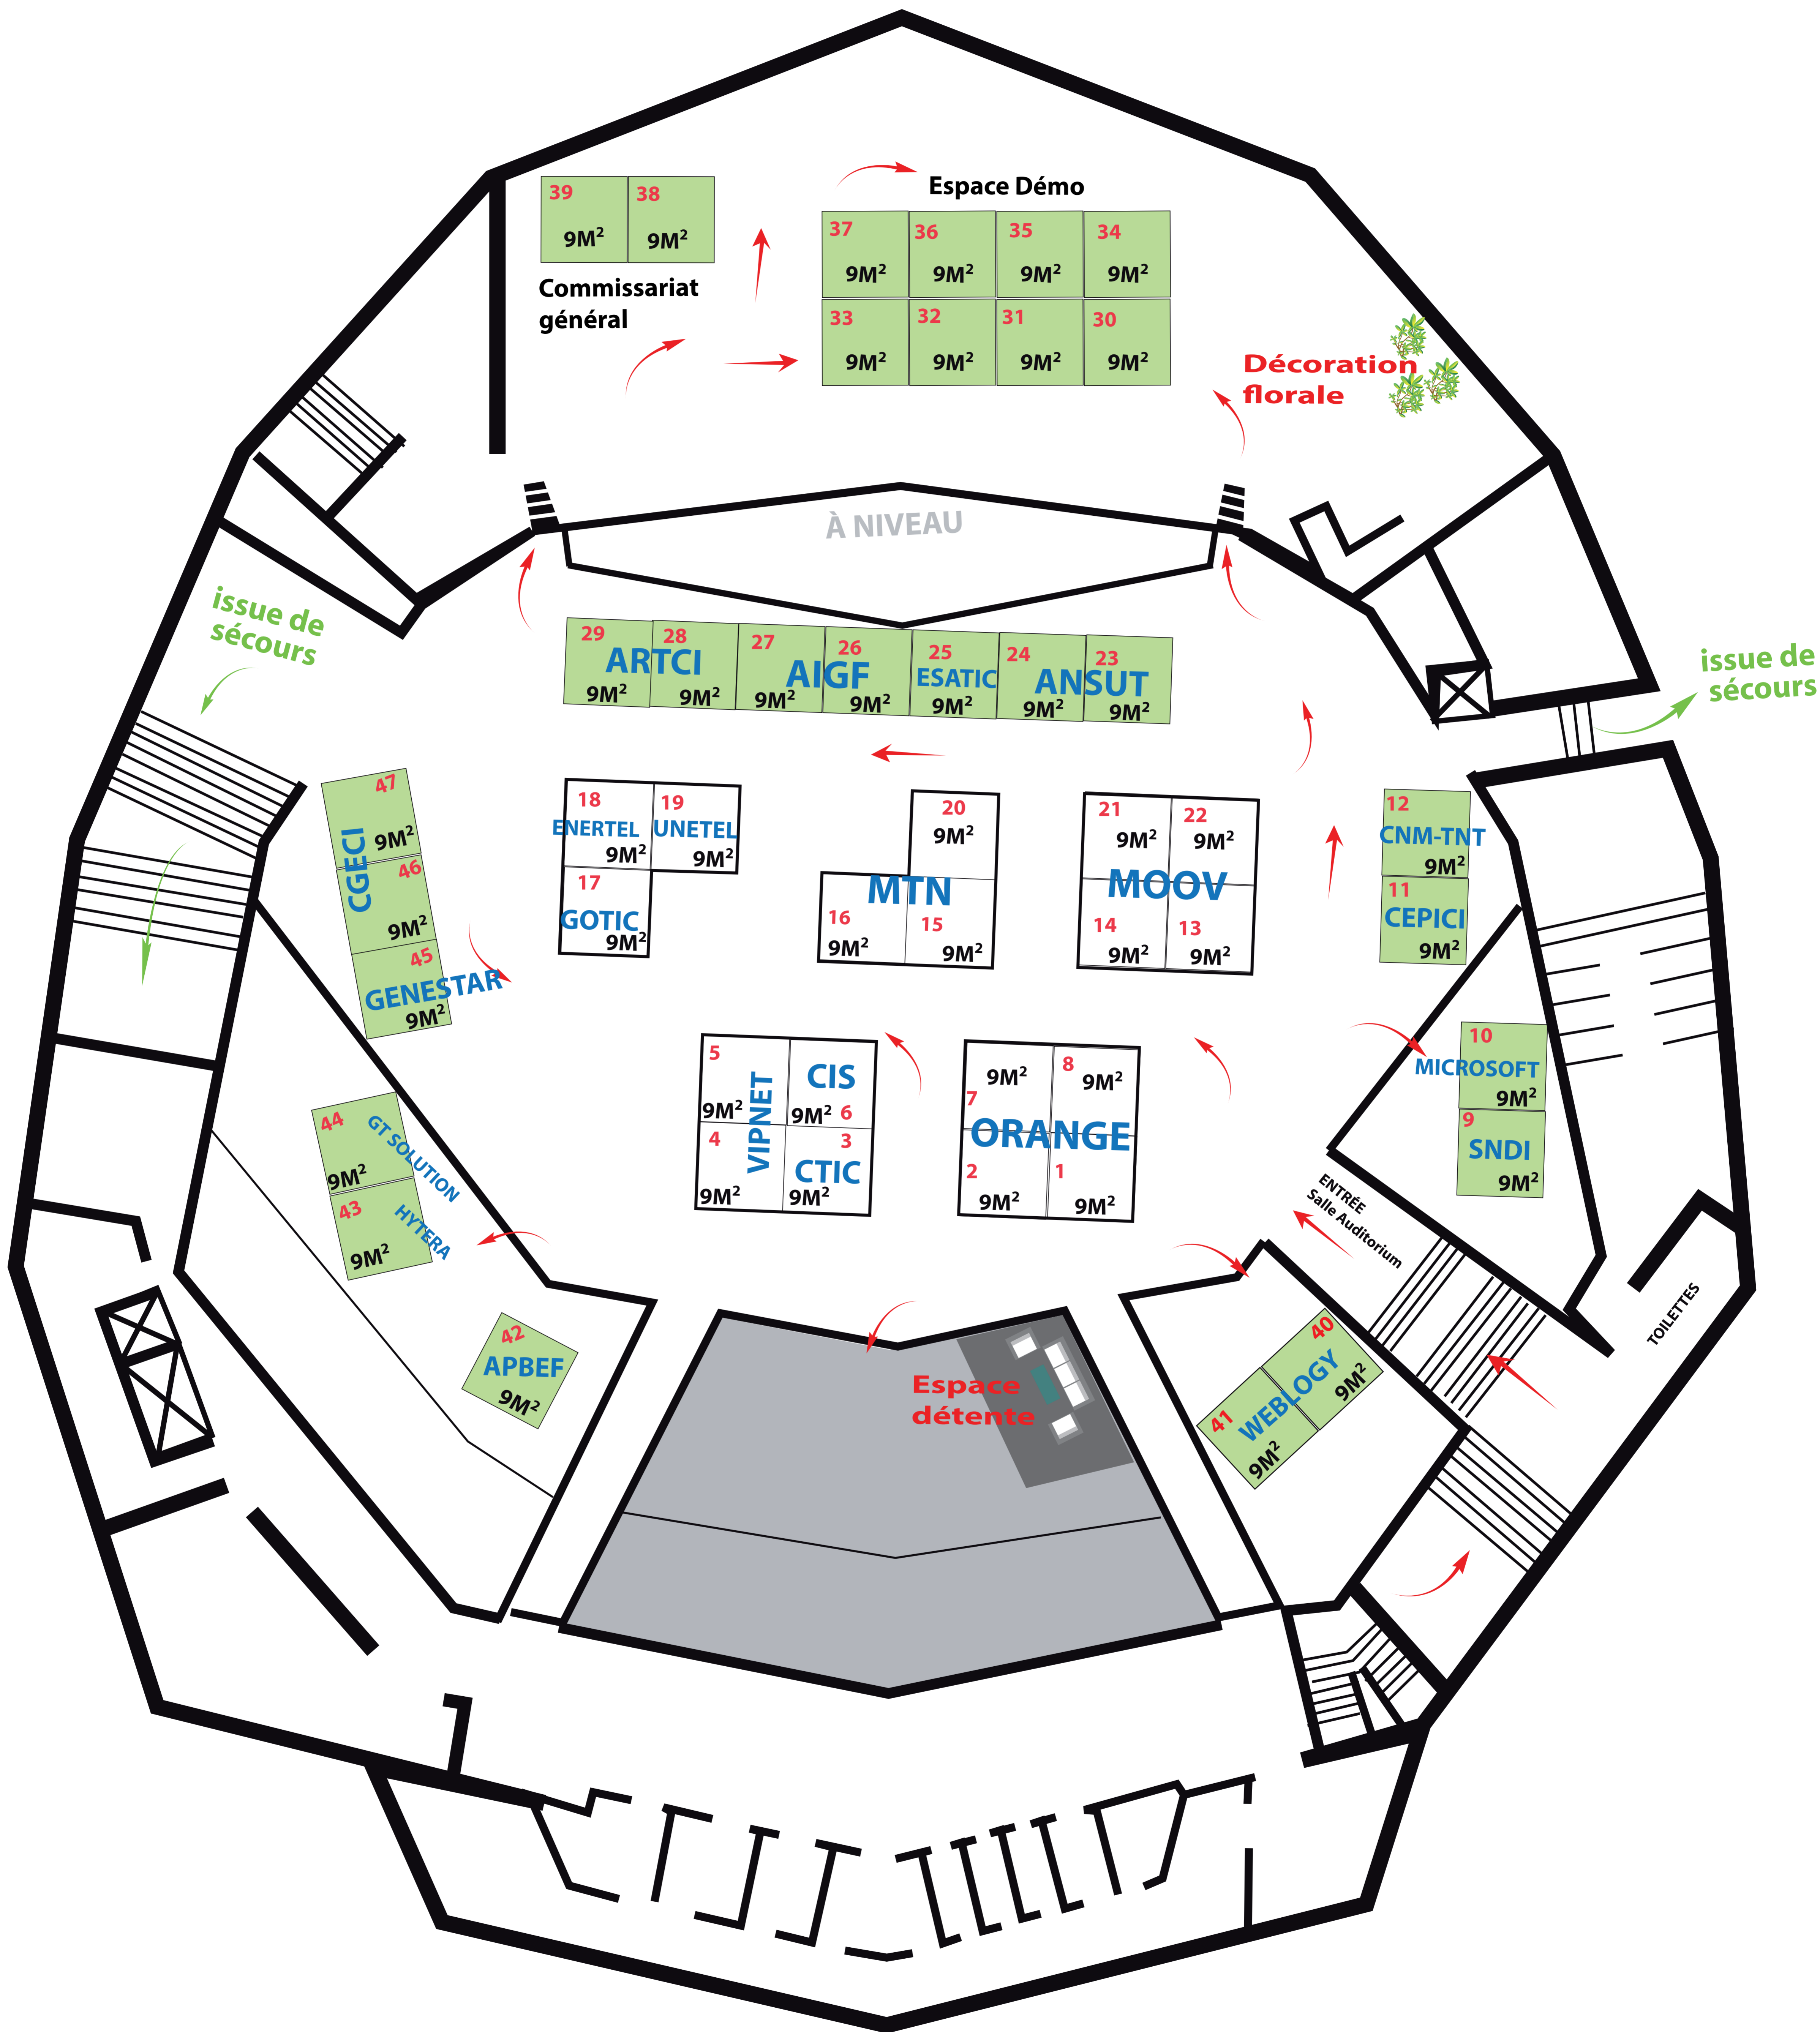 39
38
9M²
9M²
Commissariat
général
Espace Démo
37
36
35
34
9M²
9M²
9M²
9M²
33
32
31
30
9M²
9M²
9M²
9M²
Décoration
florale
À NIVEAU
issue de
sécours
issue de
sécours
29
28
27
26
25
24
23
ARTCI
AIGF
ESATIC
ANSUT
9M²
9M²
9M²
9M²
9M²
9M²
9M²
47
9M²
CGECI
46
9M²
45
GENESTAR
9M²
18
19
ENERTEL
UNETEL
9M²
9M²
17
GOTIC
9M²
20
9M²
MTN
16
15
9M²
9M²
21
22
9M²
9M²
MOOV
14
13
9M²
9M²
12
CNM-TNT
9M²
11
CEPICI
9M²
10
MICROSOFT
9M²
9
SNDI
9M²
5
CIS
9M²
9M²
6
VIPNET
4
3
CTIC
9M²
9M²
9M²
8
9M²
7
ORANGE
2
1
9M²
9M²
44
GT SOLUTION
9M²
43
HYTERA
9M²
42
APBEF
9M²
ENTRÉE
Salle Auditorium
TOILETTES
Espace
détente
40
41
WEBLOGY
9M²
9M²